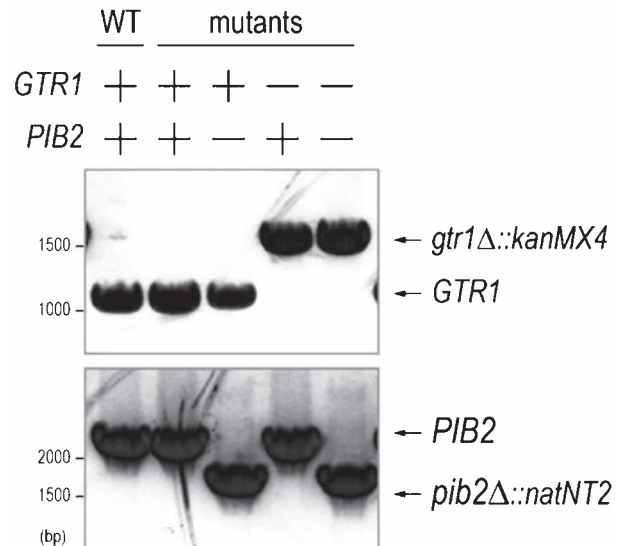 WT mutants
GTR1 + + + − −
PIB2 + + − + −
1500
gtr1Δ::kanMX4
GTR1
1000
PIB2
2000
1500
pib2Δ::natNT2
(bp)